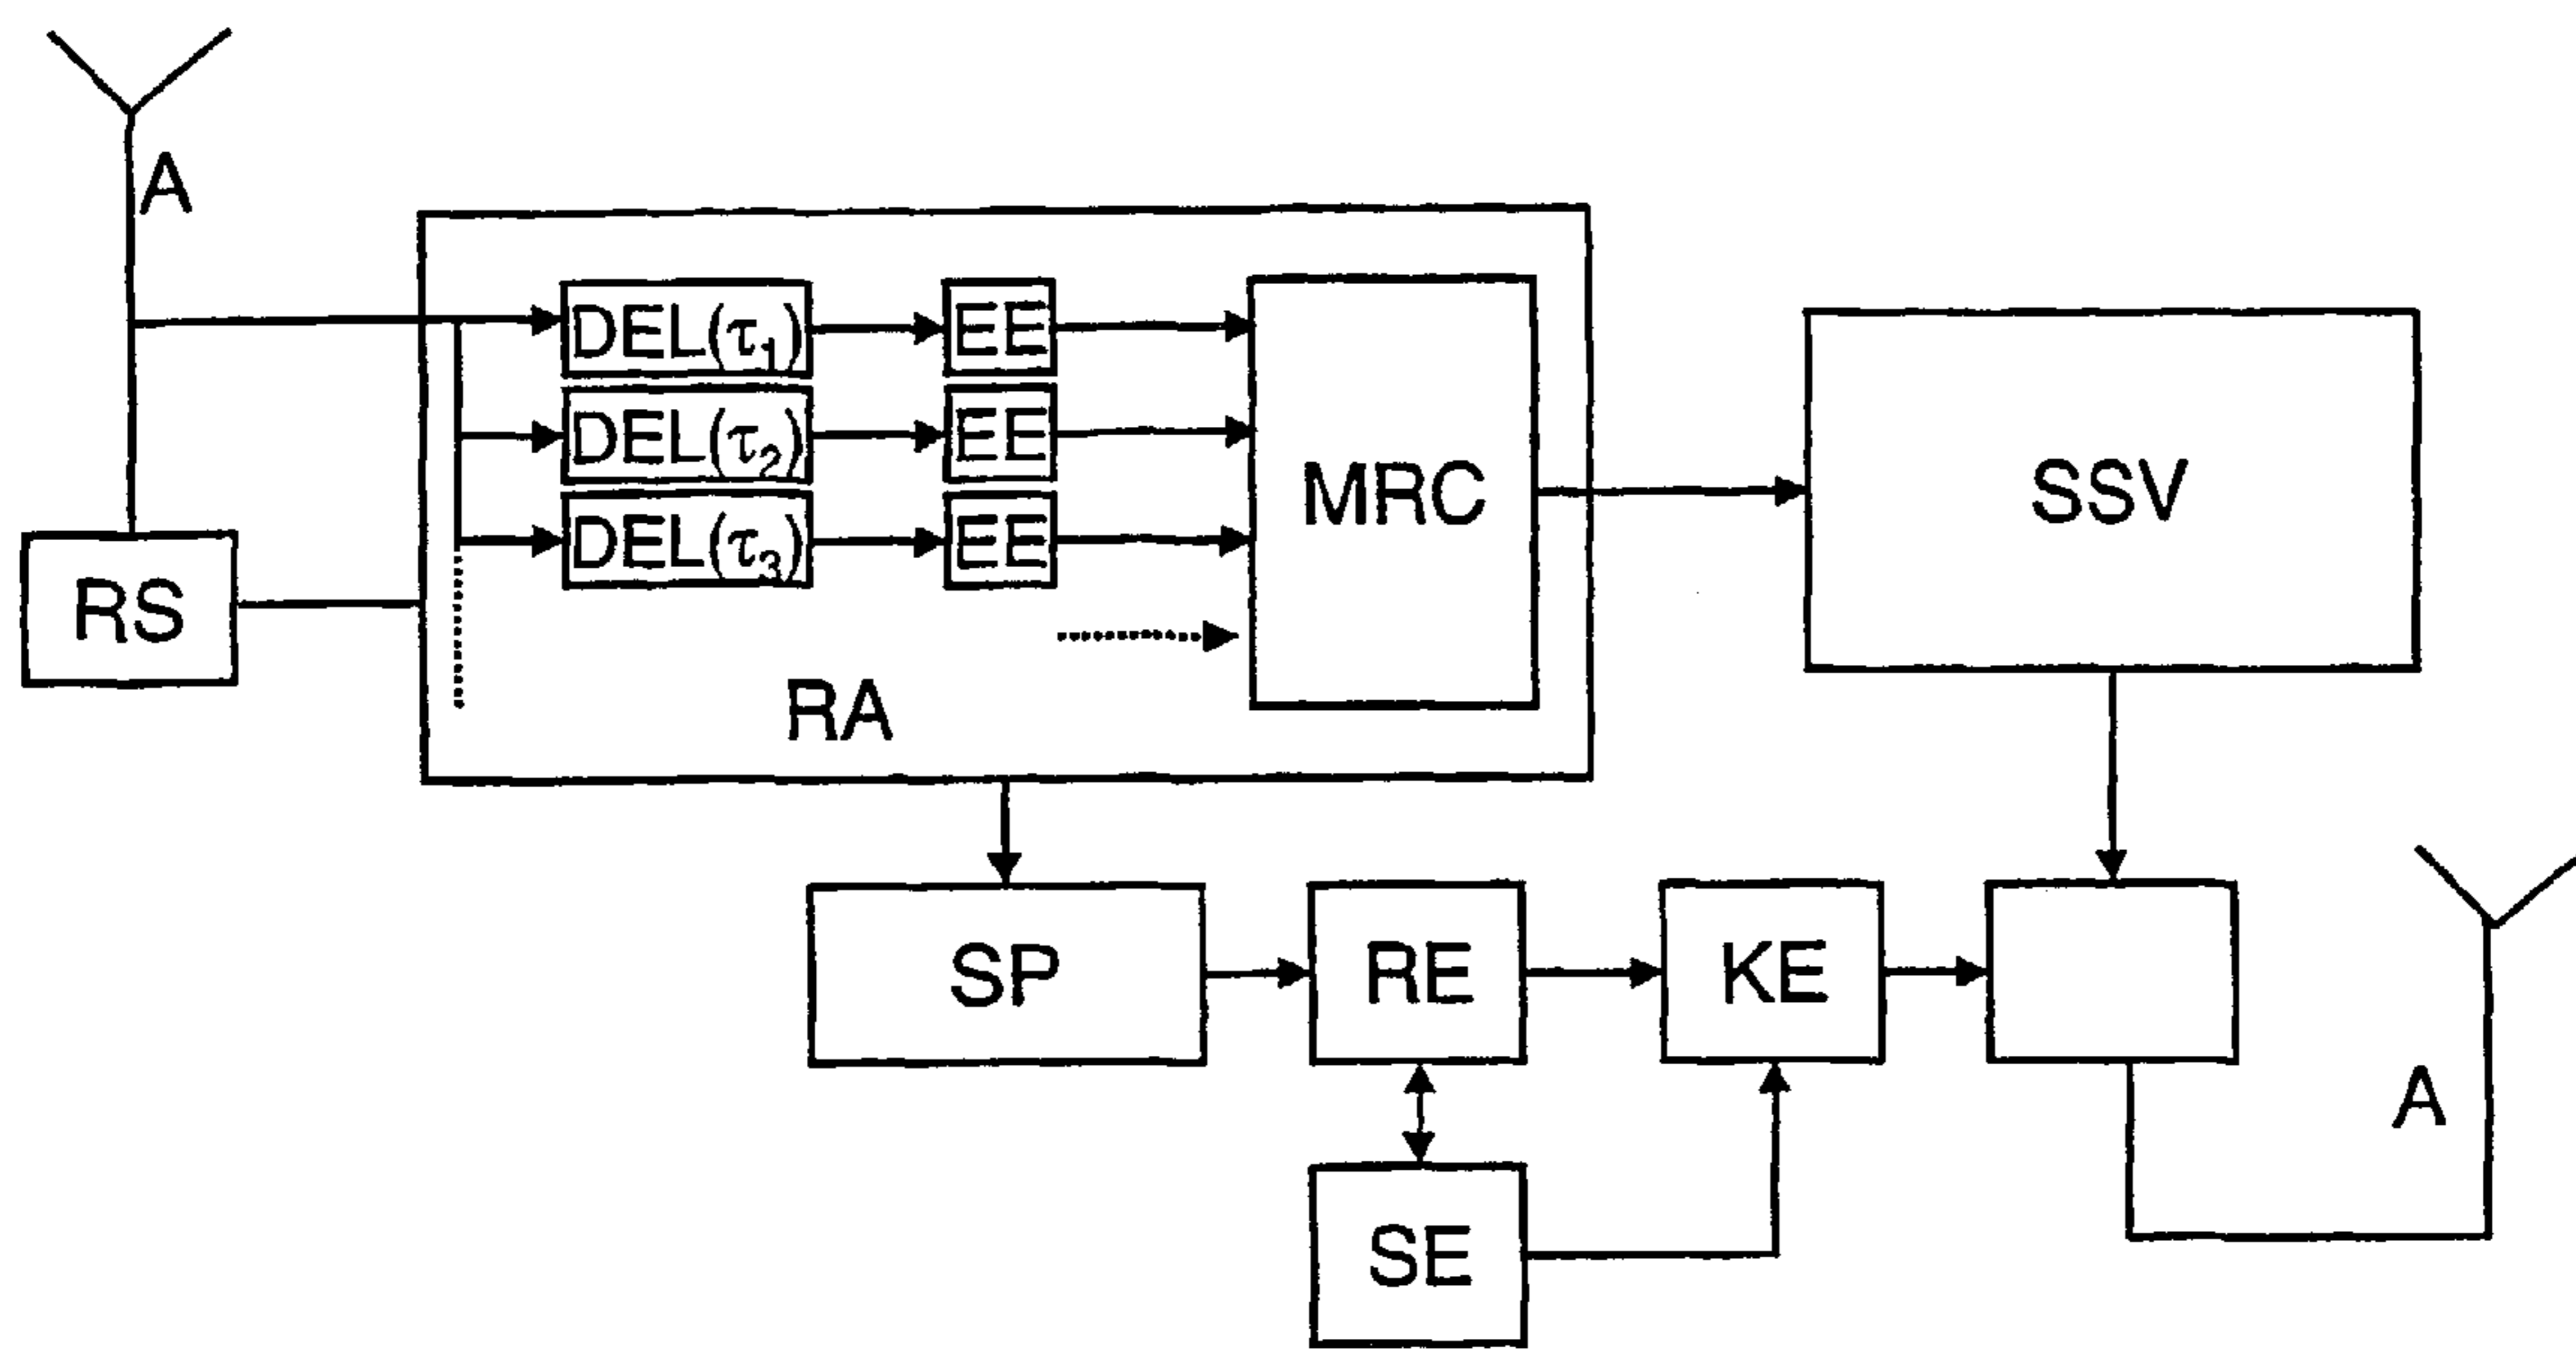 A
DEL(τ₁) EE
DEL(τ₂) EE
DEL(τ₃) EE
MRC
SSV
RS
RA
SP RE KE
A
SE